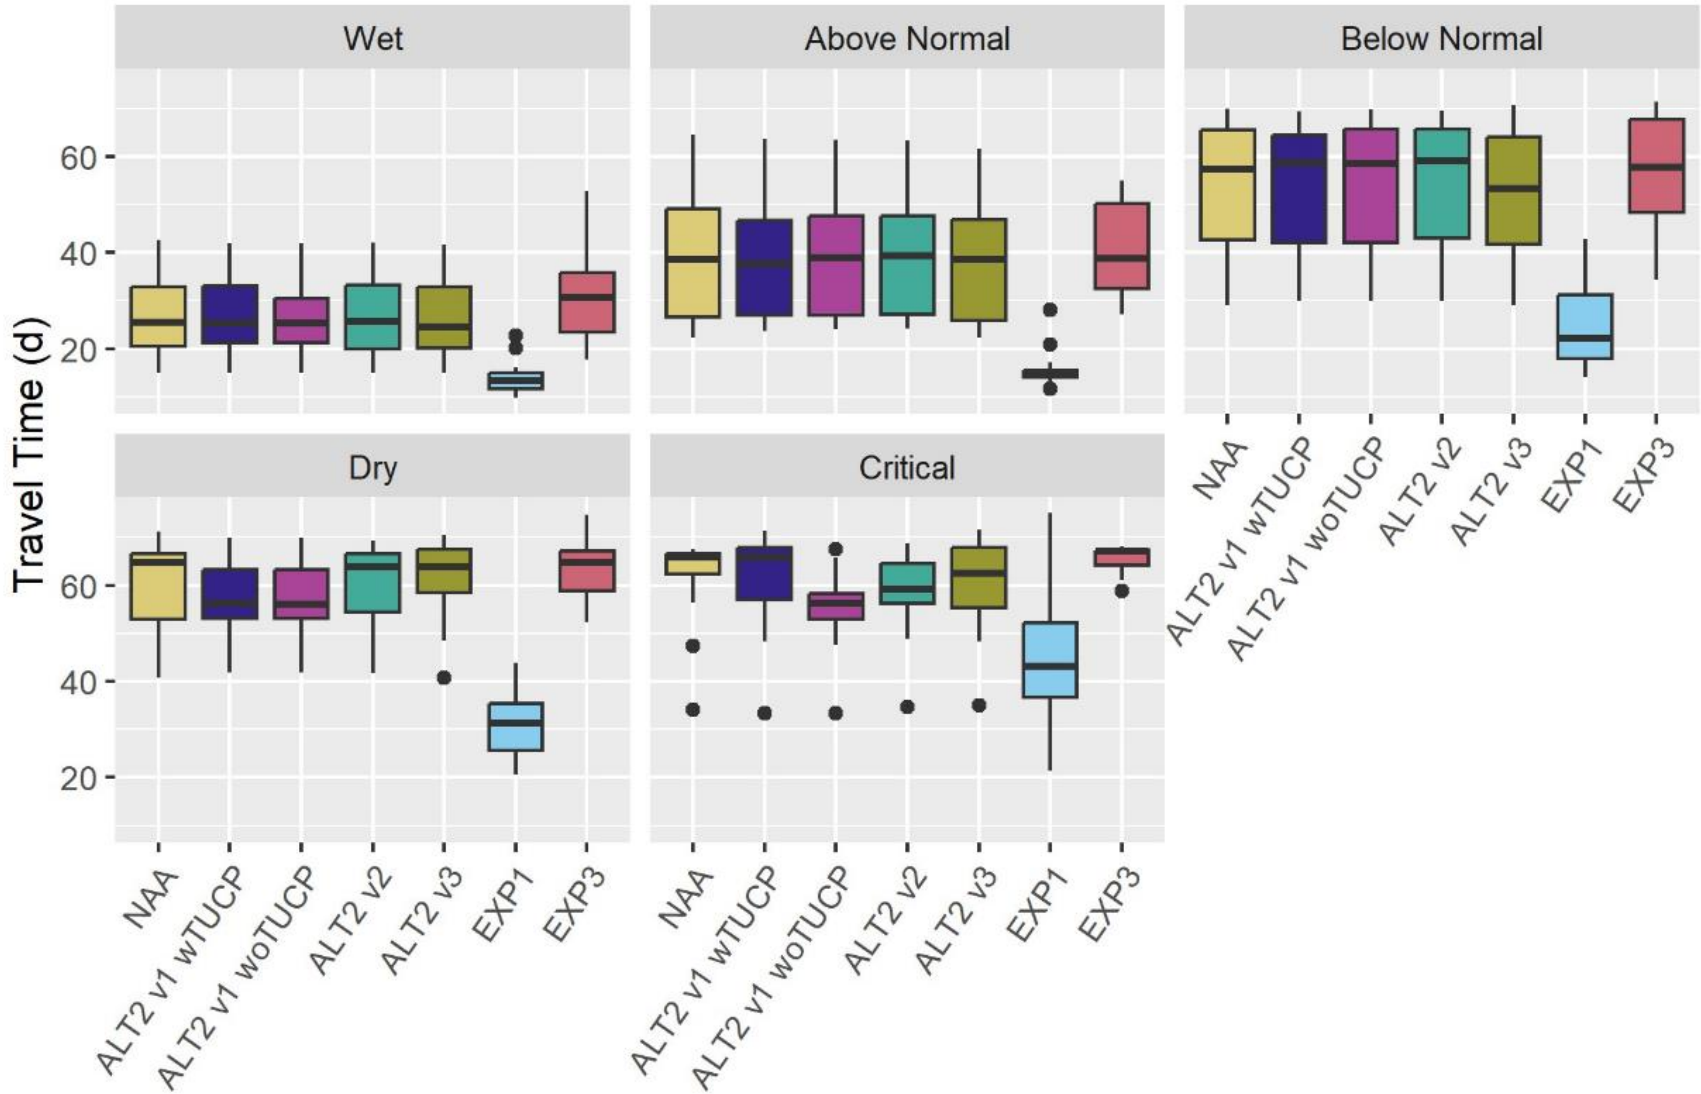 Wet
Above Normal
Below Normal
Travel Time (d)
60
40
20
NAA
ALT2 v1 wTUCP
ALT2 v1 woTUCP
ALT2 v2
ALT2 v3
EXP1
EXP3
Dry
Critical
60
40
20
NAA
ALT2 v1 wTUCP
ALT2 v1 woTUCP
ALT2 v2
ALT2 v3
EXP1
EXP3
NAA
ALT2 v1 wTUCP
ALT2 v1 woTUCP
ALT2 v2
ALT2 v3
EXP1
EXP3